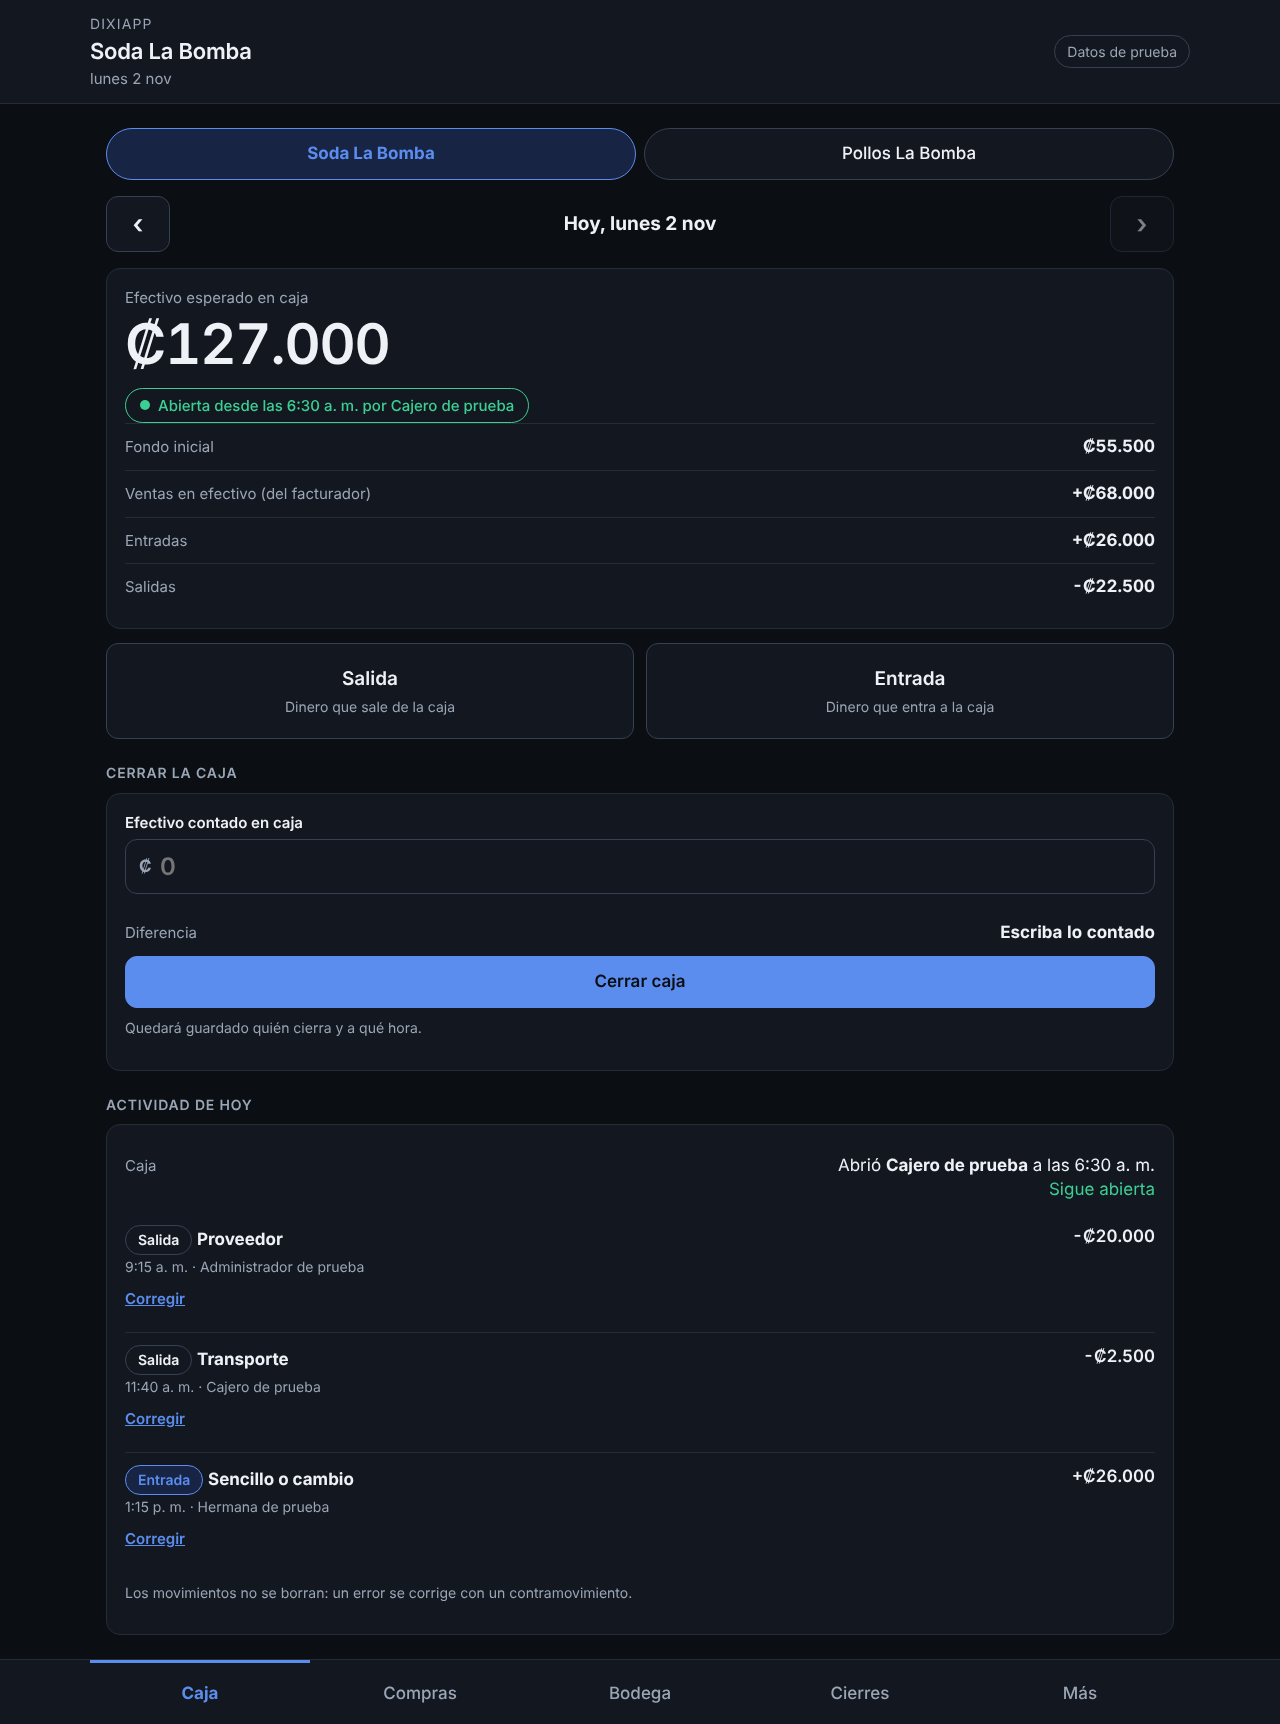 DIXIAPP
Soda La Bomba
lunes 2 nov
Datos de prueba
Soda La Bomba
Pollos La Bomba
‹
Hoy, lunes 2 nov
›
Efectivo esperado en caja
₡127.000
Abierta desde las 6:30 a. m. por Cajero de prueba
Fondo inicial ₡55.500
Ventas en efectivo (del facturador) +₡68.000
Entradas +₡26.000
Salidas -₡22.500
Salida
Dinero que sale de la caja
Entrada
Dinero que entra a la caja
CERRAR LA CAJA
Efectivo contado en caja
₡ 0
Diferencia Escriba lo contado
Cerrar caja
Quedará guardado quién cierra y a qué hora.
ACTIVIDAD DE HOY
Caja Abrió Cajero de prueba a las 6:30 a. m.
Sigue abierta
Salida Proveedor -₡20.000
9:15 a. m. · Administrador de prueba
Corregir
Salida Transporte -₡2.500
11:40 a. m. · Cajero de prueba
Corregir
Entrada Sencillo o cambio +₡26.000
1:15 p. m. · Hermana de prueba
Corregir
Los movimientos no se borran: un error se corrige con un contramovimiento.
Caja Compras Bodega Cierres Más